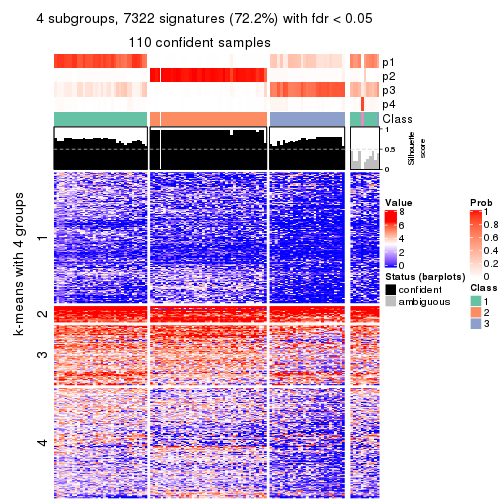 4 subgroups, 7322 signatures (72.2%) with fdr < 0.05
110 confident samples
p1
p2
p3
p4
Class
1
0.5
0
Silhouette
score
k-means with 4 groups
1
2
3
4
Value
8
6
4
2
0
Status (barplots)
confident
ambiguous
Prob
1
0.8
0.6
0.4
0.2
0
Class
1
2
3